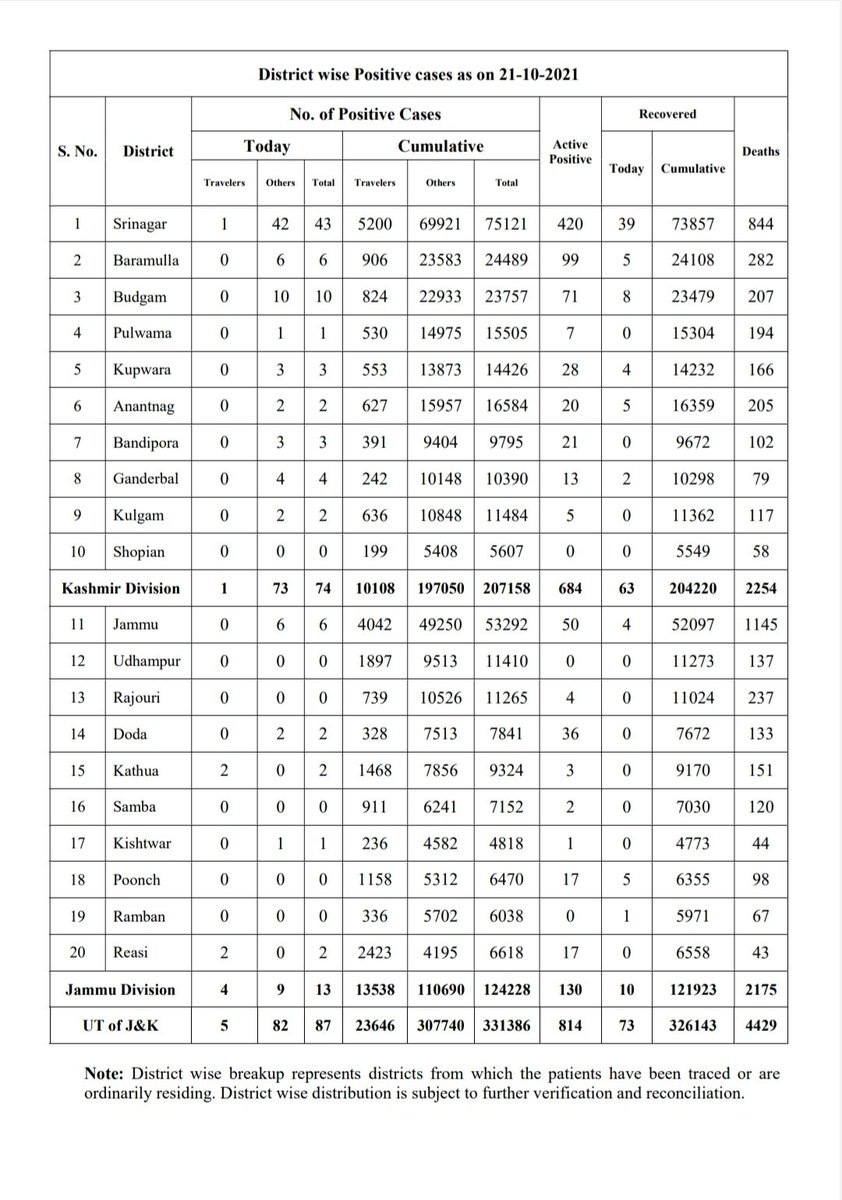 District wise Positive cases as on 21-10-2021
S. No. District No. of Positive Cases Active Positive Recovered Deaths
Today Cumulative Today Cumulative
Travelers Others Total Travelers Others Total
1 Srinagar 1 42 43 5200 69921 75121 420 39 73857 844
2 Baramulla 0 6 6 906 23583 24489 99 5 24108 282
3 Budgam 0 10 10 824 22933 23757 71 8 23479 207
4 Pulwama 0 1 1 530 14975 15505 7 0 15304 194
5 Kupwara 0 3 3 553 13873 14426 28 4 14232 166
6 Anantnag 0 2 2 627 15957 16584 20 5 16359 205
7 Bandipora 0 3 3 391 9404 9795 21 0 9672 102
8 Ganderbal 0 4 4 242 10148 10390 13 2 10298 79
9 Kulgam 0 2 2 636 10848 11484 5 0 11362 117
10 Shopian 0 0 0 199 5408 5607 0 0 5549 58
Kashmir Division 1 73 74 10108 197050 207158 684 63 204220 2254
11 Jammu 0 6 6 4042 49250 53292 50 4 52097 1145
12 Udhampur 0 0 0 1897 9513 11410 0 0 11273 137
13 Rajouri 0 0 0 739 10526 11265 4 0 11024 237
14 Doda 0 2 2 328 7513 7841 36 0 7672 133
15 Kathua 2 0 2 1468 7856 9324 3 0 9170 151
16 Samba 0 0 0 911 6241 7152 2 0 7030 120
17 Kishtwar 0 1 1 236 4582 4818 1 0 4773 44
18 Poonch 0 0 0 1158 5312 6470 17 5 6355 98
19 Ramban 0 0 0 336 5702 6038 0 1 5971 67
20 Reasi 2 0 2 2423 4195 6618 17 0 6558 43
Jammu Division 4 9 13 13538 110690 124228 130 10 121923 2175
UT of J&K 5 82 87 23646 307740 331386 814 73 326143 4429
Note: District wise breakup represents districts from which the patients have been traced or are
ordinarily residing. District wise distribution is subject to further verification and reconciliation.